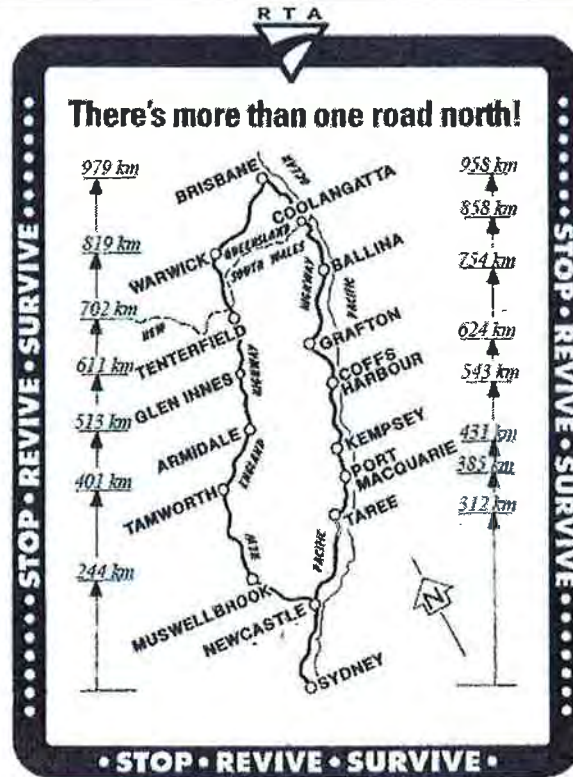 RTA
There's more than one road north!
979 km
819 km
702 km
611 km
513 km
401 km
244 km
BRISBANE
COOLANGATTA
OCEAN
QUEENSLAND
SOUTH WALES
WARWICK
BALLINA
HIGHWAY
PACIFIC
NEW
TENTERFIELD
GRAFTON
GLEN INNES
HIGHWAY
COFFS
HARBOUR
ARMIDALE
ENGLAND
KEMPSEY
PORT
MACQUARIE
TAMWORTH
TAREE
NEW
PACIFIC
MUSWELLBROOK
NEWCASTLE
SYDNEY
N
958 km
858 km
754 km
624 km
543 km
431 km
385 km
312 km
STOP • REVIVE • SURVIVE
STOP • REVIVE • SURVIVE
• STOP • REVIVE • SURVIVE •